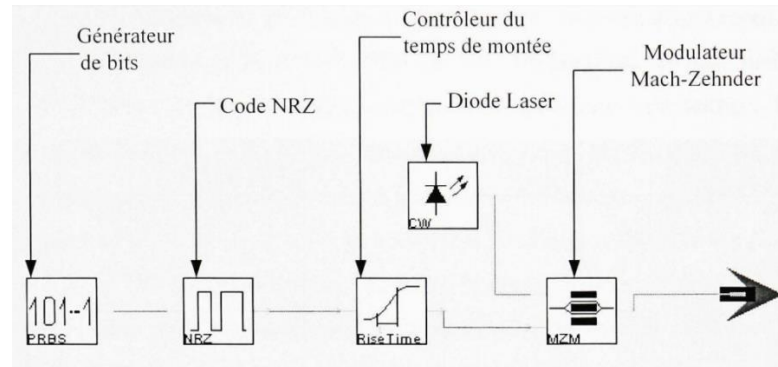 Générateur
de bits
Contrôleur du
temps de montée
Modulateur
Mach-Zehnder
Code NRZ
Diode Laser
CW
101--1
PRBS
NRZ
RiseTime
MZM